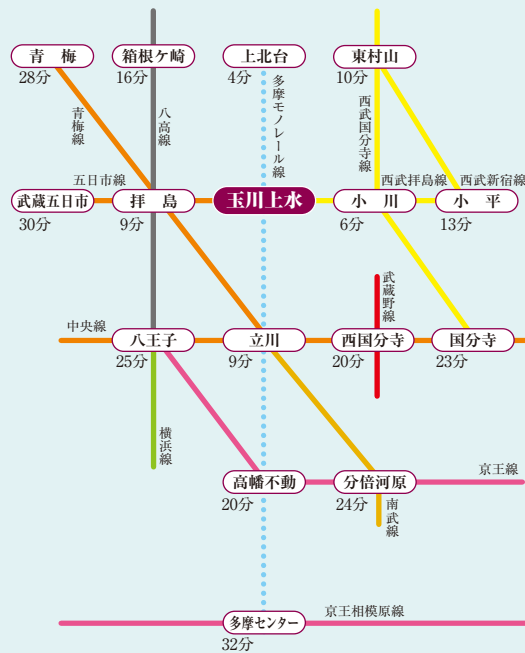 青梅
28分
箱根ケ崎
16分
上北台
4分
東村山
10分
青梅線
八高線
多摩モノレール線
西武国分寺線
五日市線
西武拝島線
西武新宿線
武蔵五日市
30分
拝島
9分
玉川上水
小川
6分
小平
13分
武蔵野線
中央線
八王子
25分
立川
9分
西国分寺
20分
国分寺
23分
横浜線
高幡不動
20分
分倍河原
24分
京王線
南武線
京王相模原線
多摩センター
32分